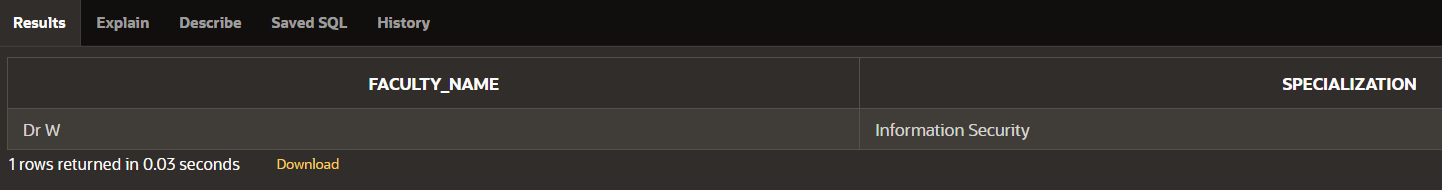 Results Explain Describe Saved SQL History
FACULTY_NAME SPECIALIZATION
Dr W Information Security
1 rows returned in 0.03 seconds Download